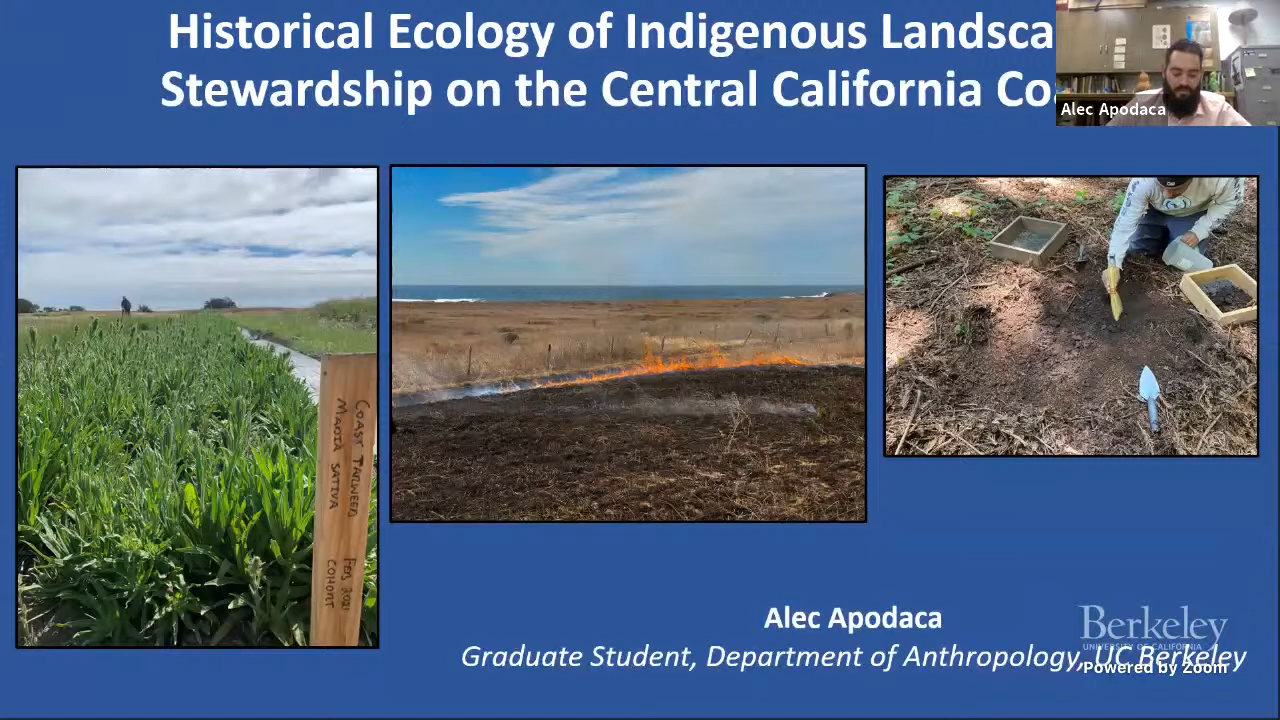 Historical Ecology of Indigenous Landsca
Stewardship on the Central California Co
Alec Apodaca
COAST TARWEED
MADIA SATIVA
FEB 2021
COHORT
Alec Apodaca
Graduate Student, Department of Anthropology, UC Berkeley
Berkeley
UNIVERSITY OF CALIFORNIA
Powered by Zoom